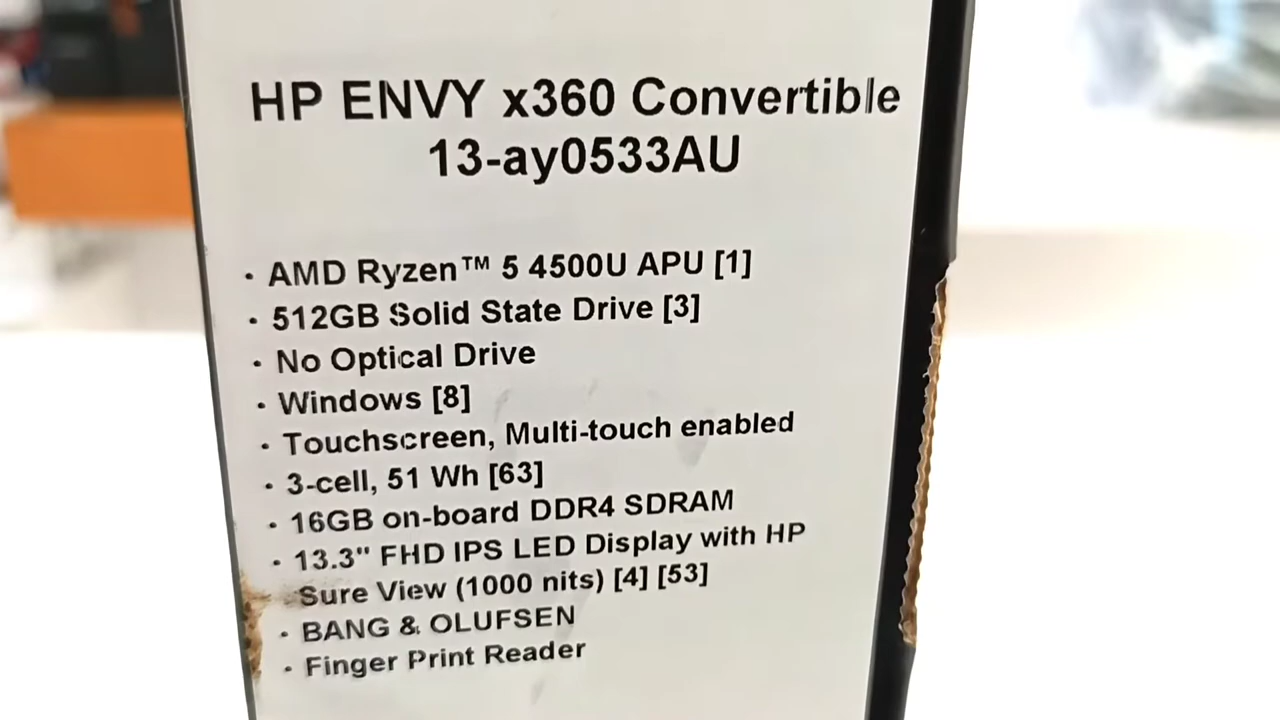 HP ENVY x360 Convertible
13-ay0533AU
• AMD Ryzen™ 5 4500U APU [1]
• 512GB Solid State Drive [3]
• No Optical Drive
• Windows [8]
• Touchscreen, Multi-touch enabled
• 3-cell, 51 Wh [63]
• 16GB on-board DDR4 SDRAM
• 13.3" FHD IPS LED Display with HP
Sure View (1000 nits) [4] [53]
• BANG & OLUFSEN
• Finger Print Reader